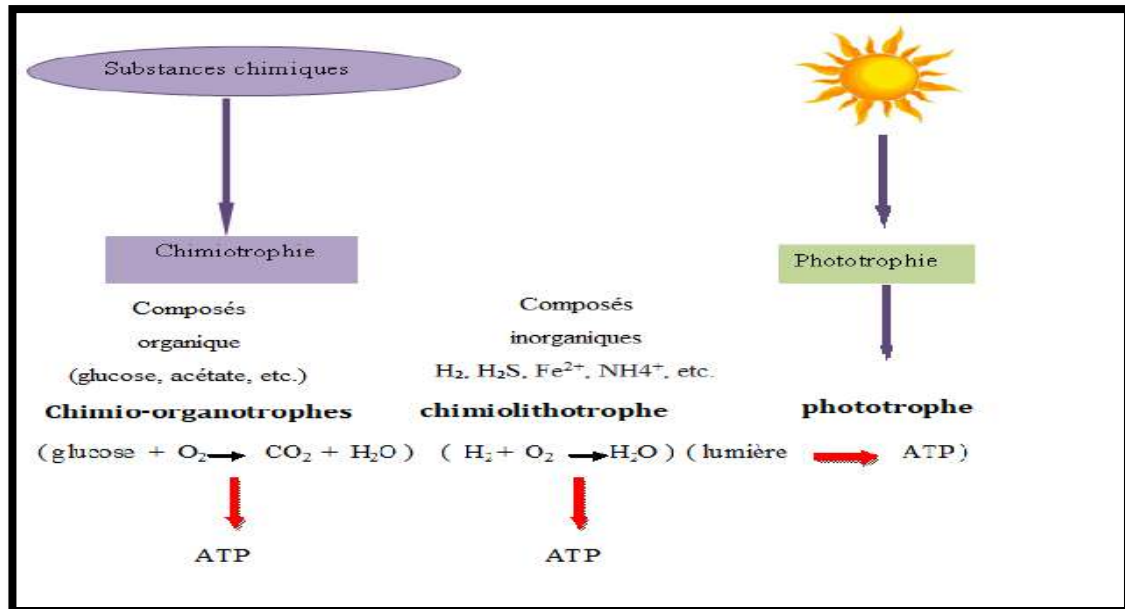 Substances chimiques
Chimiotrophie
Phototrophie
Composés
organique
(glucose, acétate, etc.)
Composés
inorganiques
H₂, H₂S, Fe²⁺, NH4⁺, etc.
Chimio-organotrophes chimiolithotrophe phototrophe
(glucose + O₂ → CO₂ + H₂O) ( H₂ + O₂ → H₂O) (lumière → ATP)
ATP ATP